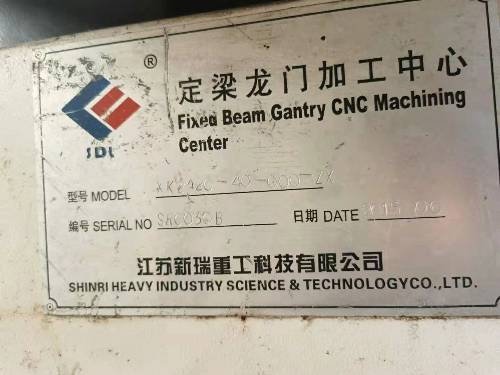 ®
定梁龙门加工中心
Fixed Beam Gantry CNC Machining
Center
SDI
型号 MODEL
编号 SERIAL NO 日期 DATE
江苏新瑞重工科技有限公司
SHINRI HEAVY INDUSTRY SCIENCE & TECHNOLOGYCO.,LTD.